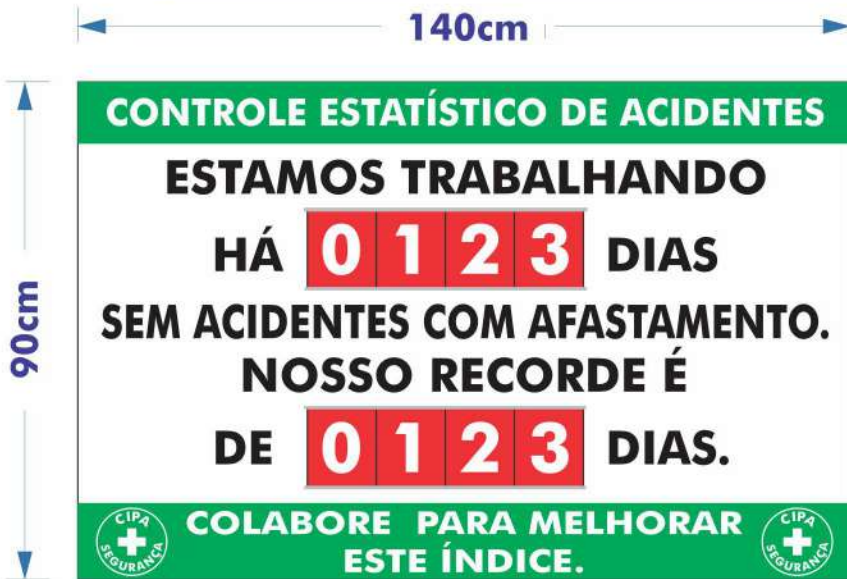 140cm
90cm
CONTROLE ESTATÍSTICO DE ACIDENTES
ESTAMOS TRABALHANDO
HÁ 0123 DIAS
SEM ACIDENTES COM AFASTAMENTO.
NOSSO RECORDE É
DE 0123 DIAS.
CIPA SEGURANÇA
COLABORE PARA MELHORAR
ESTE ÍNDICE.
CIPA SEGURANÇA